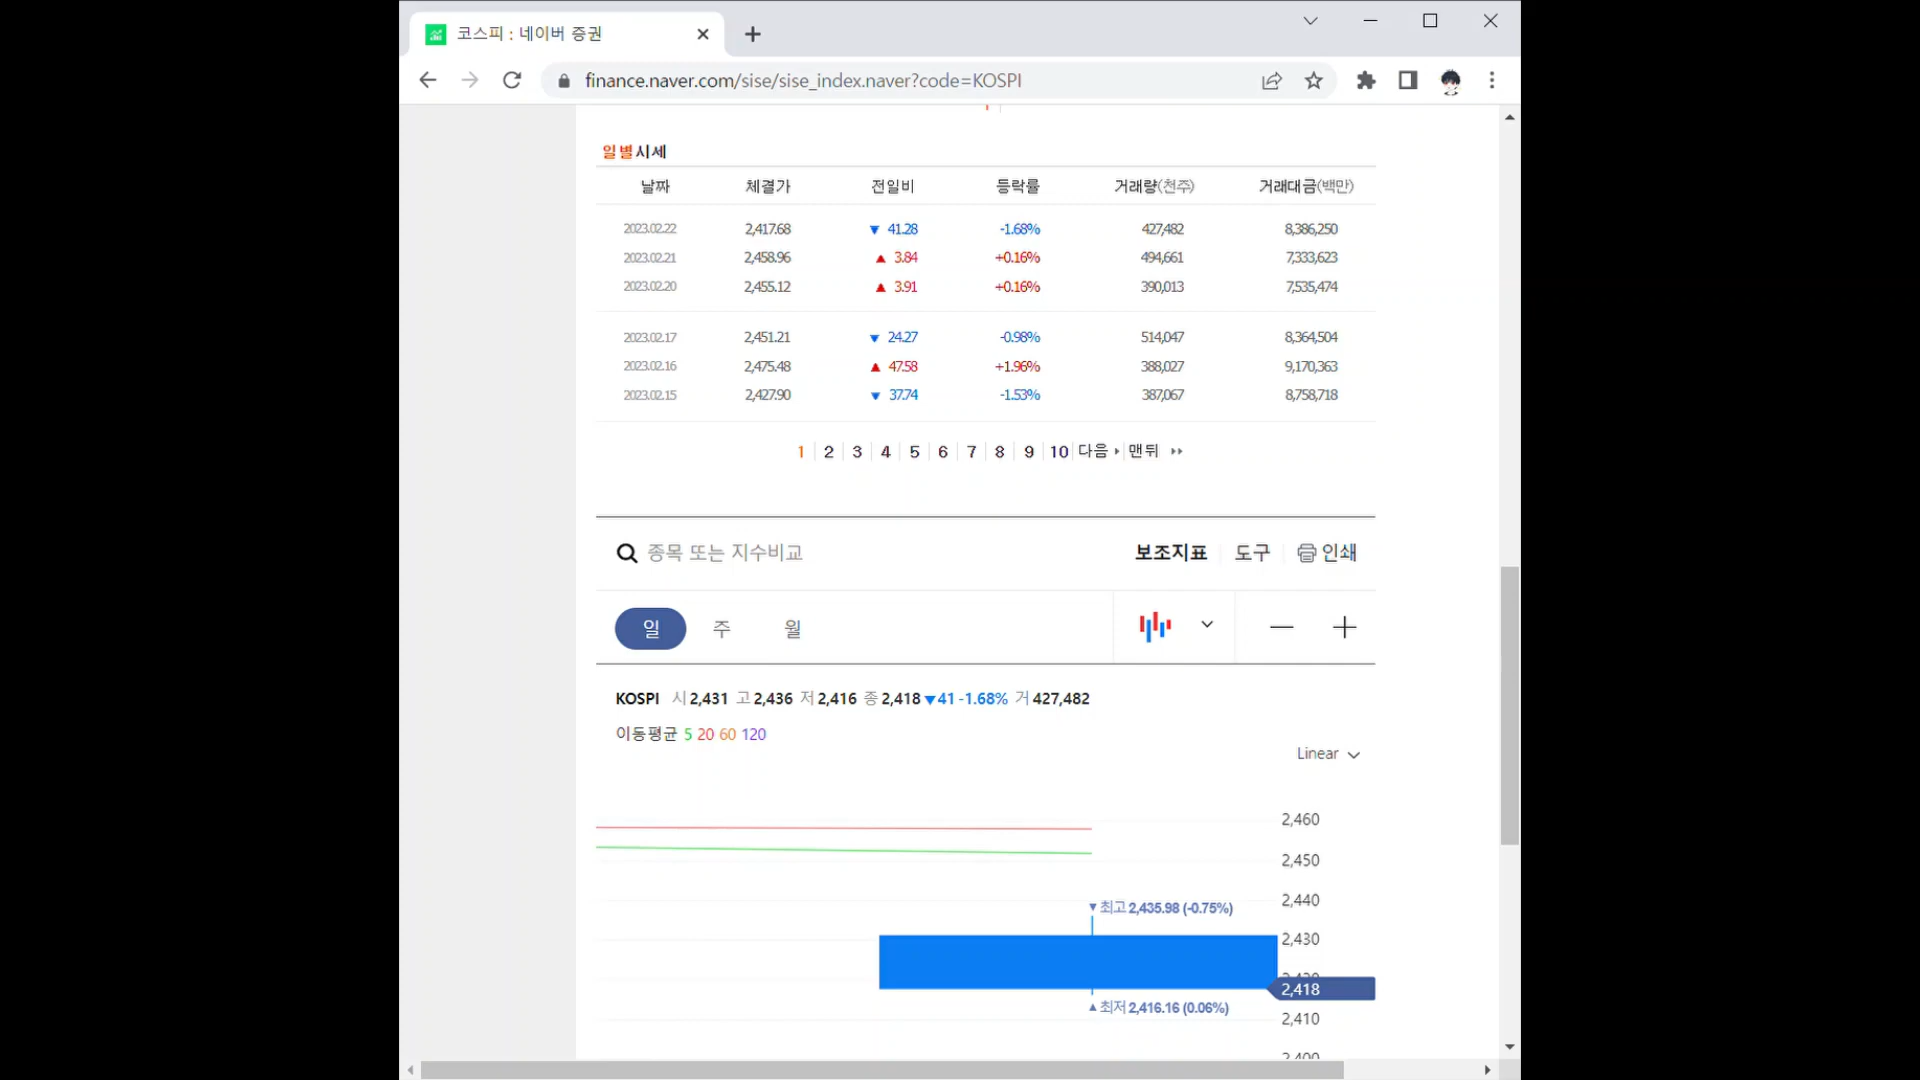 코스피 : 네이버 증권
finance.naver.com/sise/sise_index.naver?code=KOSPI
일별시세
날짜 체결가 전일비 등락률 거래량(천주) 거래대금(백만)
2023.02.22 2,417.68 ▼ 41.28 -1.68% 427,482 8,386,250
2023.02.21 2,458.96 ▲ 3.84 +0.16% 494,661 7,333,623
2023.02.20 2,455.12 ▲ 3.91 +0.16% 390,013 7,535,474
2023.02.17 2,451.21 ▼ 24.27 -0.98% 514,047 8,364,504
2023.02.16 2,475.48 ▲ 47.58 +1.96% 388,027 9,170,363
2023.02.15 2,427.90 ▼ 37.74 -1.53% 387,067 8,758,718
1 2 3 4 5 6 7 8 9 10 다음 맨뒤
종목 또는 지수비교 보조지표 도구 인쇄
일 주 월
KOSPI 시 2,431 고 2,436 저 2,416 종 2,418 ▼41 -1.68% 거 427,482
이동평균 5 20 60 120
Linear
2,460
2,450
2,440
▼최고 2,435.98 (-0.75%)
2,430
2,418
▲최저 2,416.16 (0.06%)
2,410
2,400